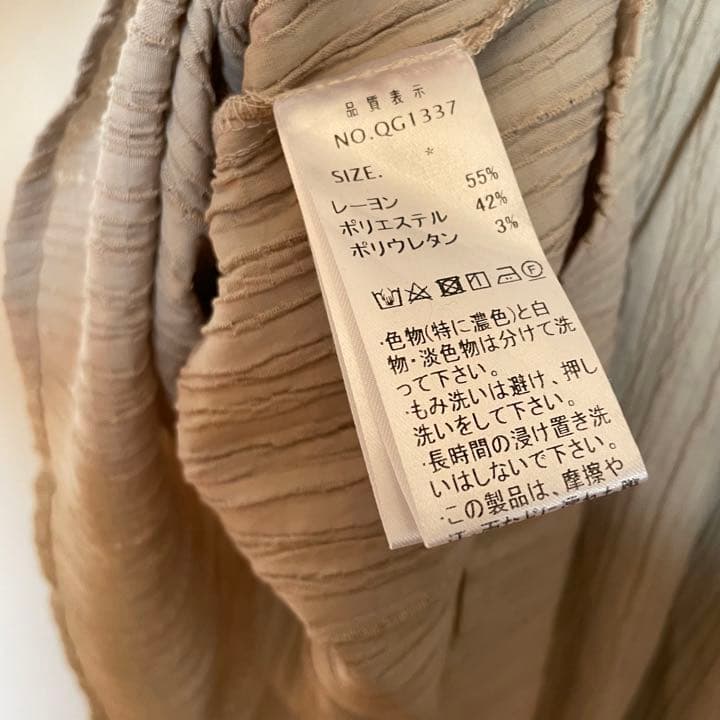 品質表示
NO.QG1337
SIZE. *
レーヨン 55%
ポリエステル 42%
ポリウレタン 3%
F
・色物(特に濃色)と白
物・淡色物は分けて洗
って下さい。
・もみ洗いは避け、押し
洗いをして下さい。
・長時間の浸け置き洗
いはしないで下さい。
・この製品は、摩擦や